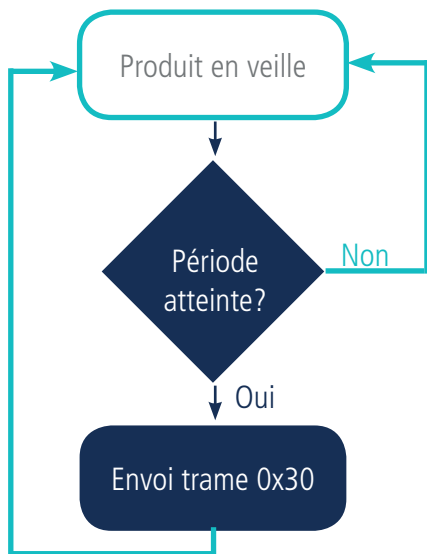 Produit en veille
Période
atteinte?
Non
Oui
Envoi trame 0x30